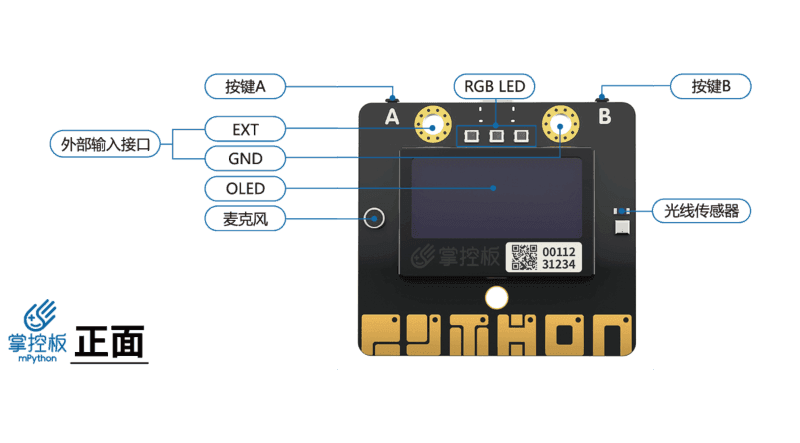 按键A
RGB LED
按键B
A
B
外部输入接口
EXT
GND
OLED
麦克风
光线传感器
掌控板
00112
31234
PYTHON
掌控板
mPython
正面